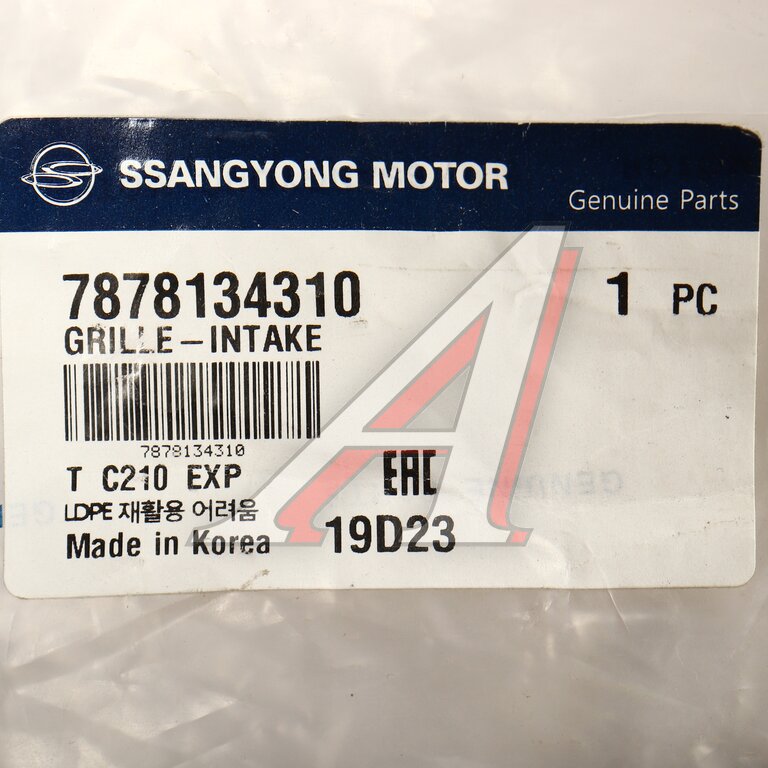 SSANGYONG MOTOR
Genuine Parts
7878134310 1 PC
GRILLE-INTAKE
7878134310
T C210 EXP EAC
LDPE 재활용 어려움
Made in Korea 19D23